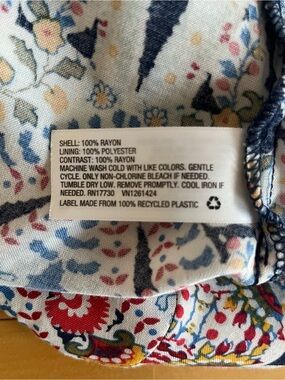 SHELL: 100% RAYON
LINING: 100% POLYESTER
CONTRAST: 100% RAYON
MACHINE WASH COLD WITH LIKE COLORS. GENTLE
CYCLE. ONLY NON-CHLORINE BLEACH IF NEEDED.
TUMBLE DRY LOW. REMOVE PROMPTLY. COOL IRON IF
NEEDED. RN17730 VN1261424
LABEL MADE FROM 100% RECYCLED PLASTIC